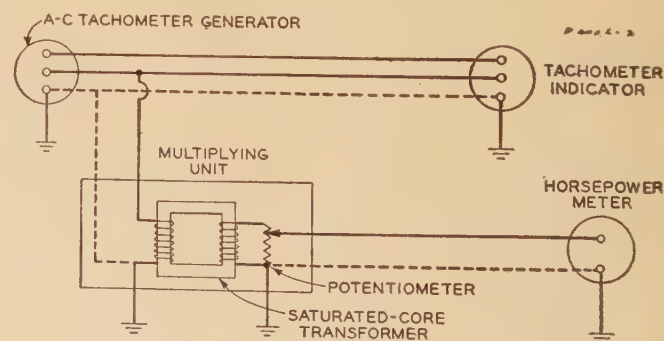 A-C TACHOMETER GENERATOR
TACHOMETER
INDICATOR
MULTIPLYING
UNIT
HORSEPOWER
METER
POTENTIOMETER
SATURATED-CORE
TRANSFORMER